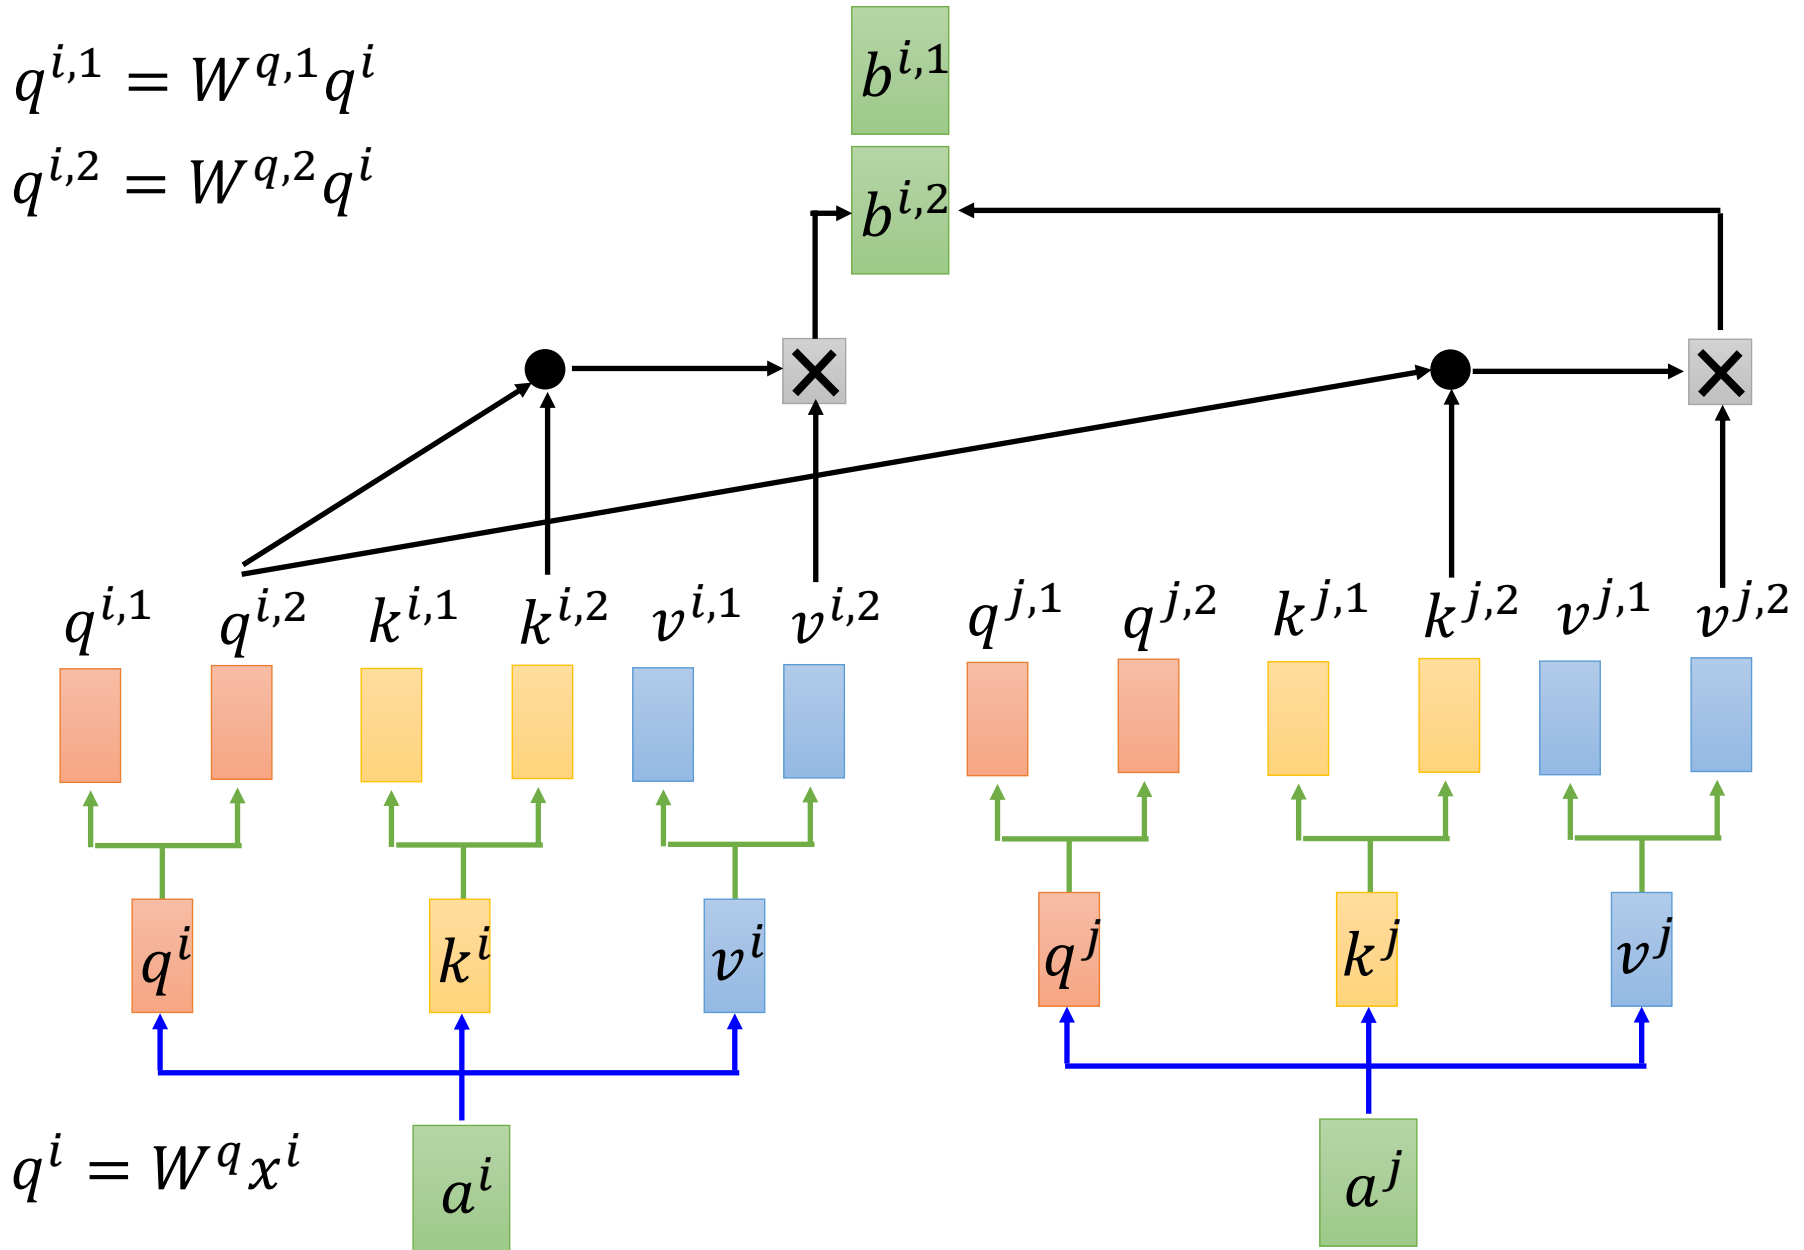 q^{i,1} = W^{q,1}q^{i}
q^{i,2} = W^{q,2}q^{i}
b^{i,1}
b^{i,2}
q^{i,1} q^{i,2} k^{i,1} k^{i,2} v^{i,1} v^{i,2} q^{j,1} q^{j,2} k^{j,1} k^{j,2} v^{j,1} v^{j,2}
q^{i} k^{i} v^{i} q^{j} k^{j} v^{j}
q^{i} = W^{q}x^{i}
a^{i} a^{j}